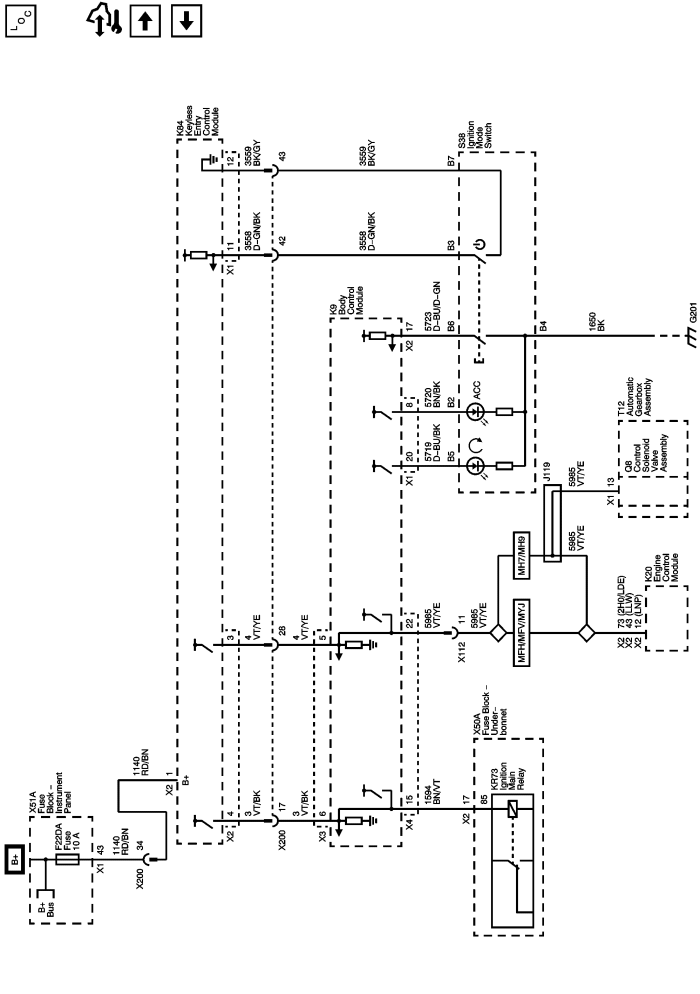 LOC
K84
Keyless
Entry
Control
Module
12
3559
BK/GY
43
3559
BK/GY
B7
S38
Ignition
Mode
Switch
X1
11
3558
D-GN/BK
42
3558
D-GN/BK
B3
K9
Body
Control
Module
X2
17
5723
D-BU/D-GN
B6
B4
1650
BK
G201
8
5720
BN/BK
B2
ACC
X1
20
5719
D-BU/BK
B5
T12
Automatic
Gearbox
Assembly
Q8
Control
Solenoid
Valve
Assembly
J119
5985
VT/YE
X1
13
MH7/MH9
5985
VT/YE
3
4
VT/YE
28
4
VT/YE
5
22
5985
VT/YE
X112
11
5985
VT/YE
MFH/MFV/MYJ
X2 73 (2H0/LDE)
X2 43 (LLW)
X2 12 (LNP)
K20
Engine
Control
Module
X51A
Fuse
Block –
Instrument
Panel
B+
B+
Bus
F22DA
Fuse
10 A
X1
43
1140
RD/BN
X200
34
1140
RD/BN
X2
1
B+
X2
4
3
VT/BK
X200
17
3
VT/BK
X3
6
X4
15
1594
BN/VT
X2
17
X50A
Fuse Block –
Under-
bonnet
85
KR73
Ignition
Main
Relay